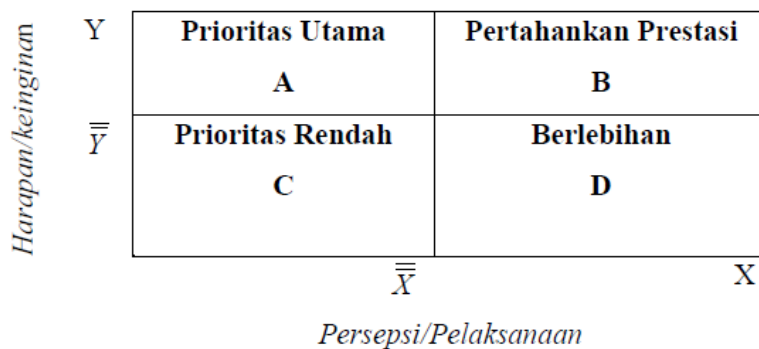 Y Prioritas Utama Pertahankan Prestasi
A B
Harapan/keinginan
Y̿ Prioritas Rendah Berlebihan
C D
X̿ X
Persepsi/Pelaksanaan